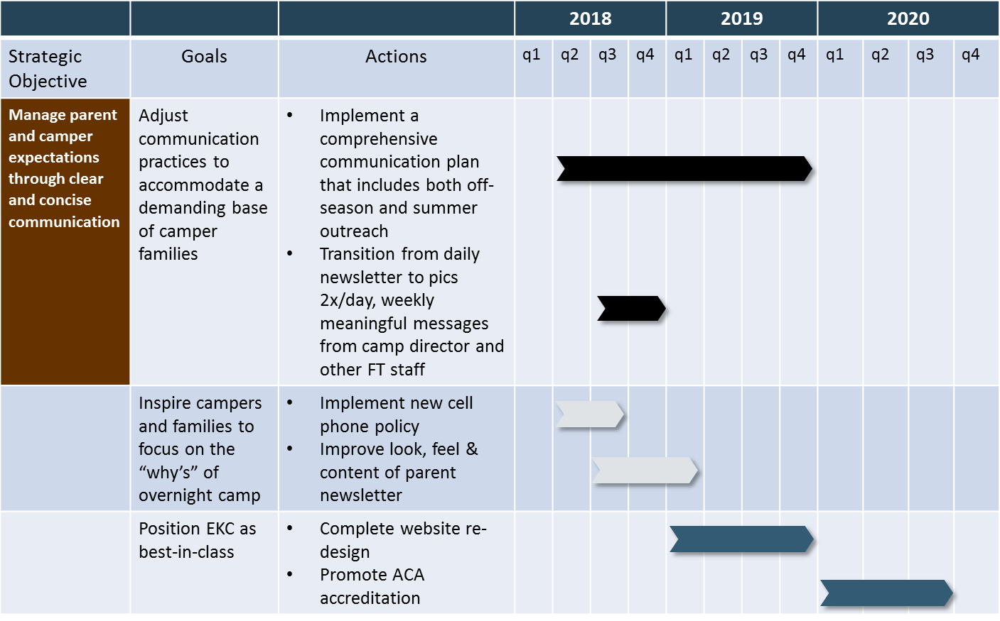 2018 2019 2020
Strategic
Objective
Goals
Actions
q1 q2 q3 q4 q1 q2 q3 q4 q1 q2 q3 q4
Manage parent
and camper
expectations
through clear
and concise
communication
Adjust
communication
practices to
accommodate a
demanding base
of camper
families
• Implement a
comprehensive
communication plan
that includes both off-
season and summer
outreach
• Transition from daily
newsletter to pics
2x/day, weekly
meaningful messages
from camp director and
other FT staff
Inspire campers
and families to
focus on the
“why’s” of
overnight camp
• Implement new cell
phone policy
• Improve look, feel &
content of parent
newsletter
Position EKC as
best-in-class
• Complete website re-
design
• Promote ACA
accreditation